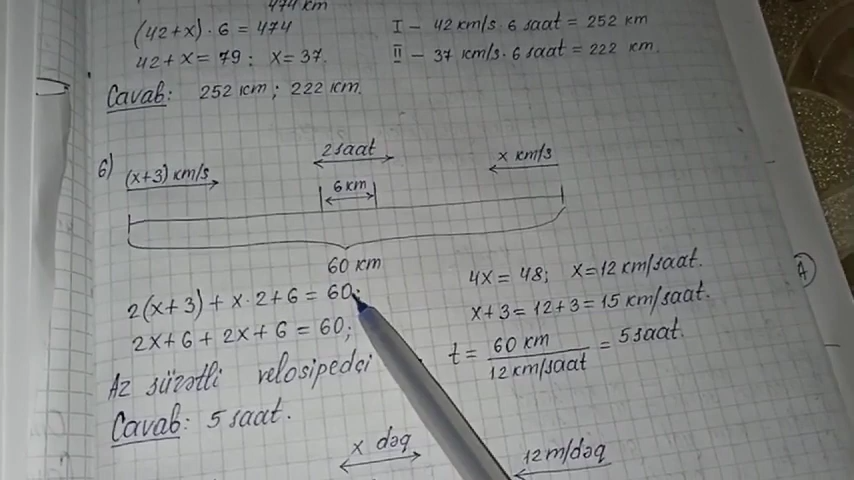 474 km
(42+x) · 6 = 474
42 + x = 79 ; x = 37.
I - 42 km/s · 6 saat = 252 km
II - 37 km/s · 6 saat = 222 km.
Cavab: 252 km ; 222 km.
6)
(x+3) km/s
2 saat
x km/s
6 km
60 km
2(x+3) + x · 2 + 6 = 60;
2x + 6 + 2x + 6 = 60;
Az sürətli velosipedçi
Cavab: 5 saat.
4x = 48; x = 12 km/saat.
x + 3 = 12 + 3 = 15 km/saat.
t = 60 km / 12 km/saat = 5 saat.
A
x dəq
12 m/dəq